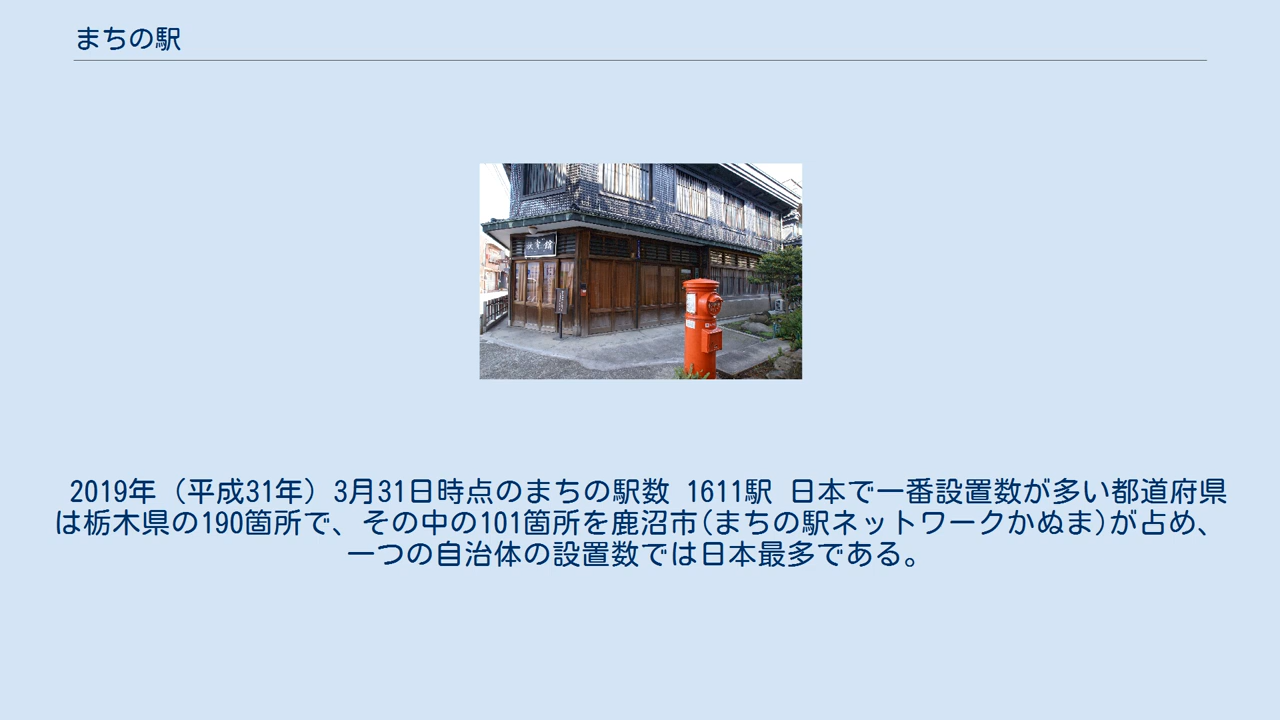 まちの駅
2019年（平成31年）3月31日時点のまちの駅数 1611駅 日本で一番設置数が多い都道府県
は栃木県の190箇所で、その中の101箇所を鹿沼市(まちの駅ネットワークかぬま)が占め、
一つの自治体の設置数では日本最多である。